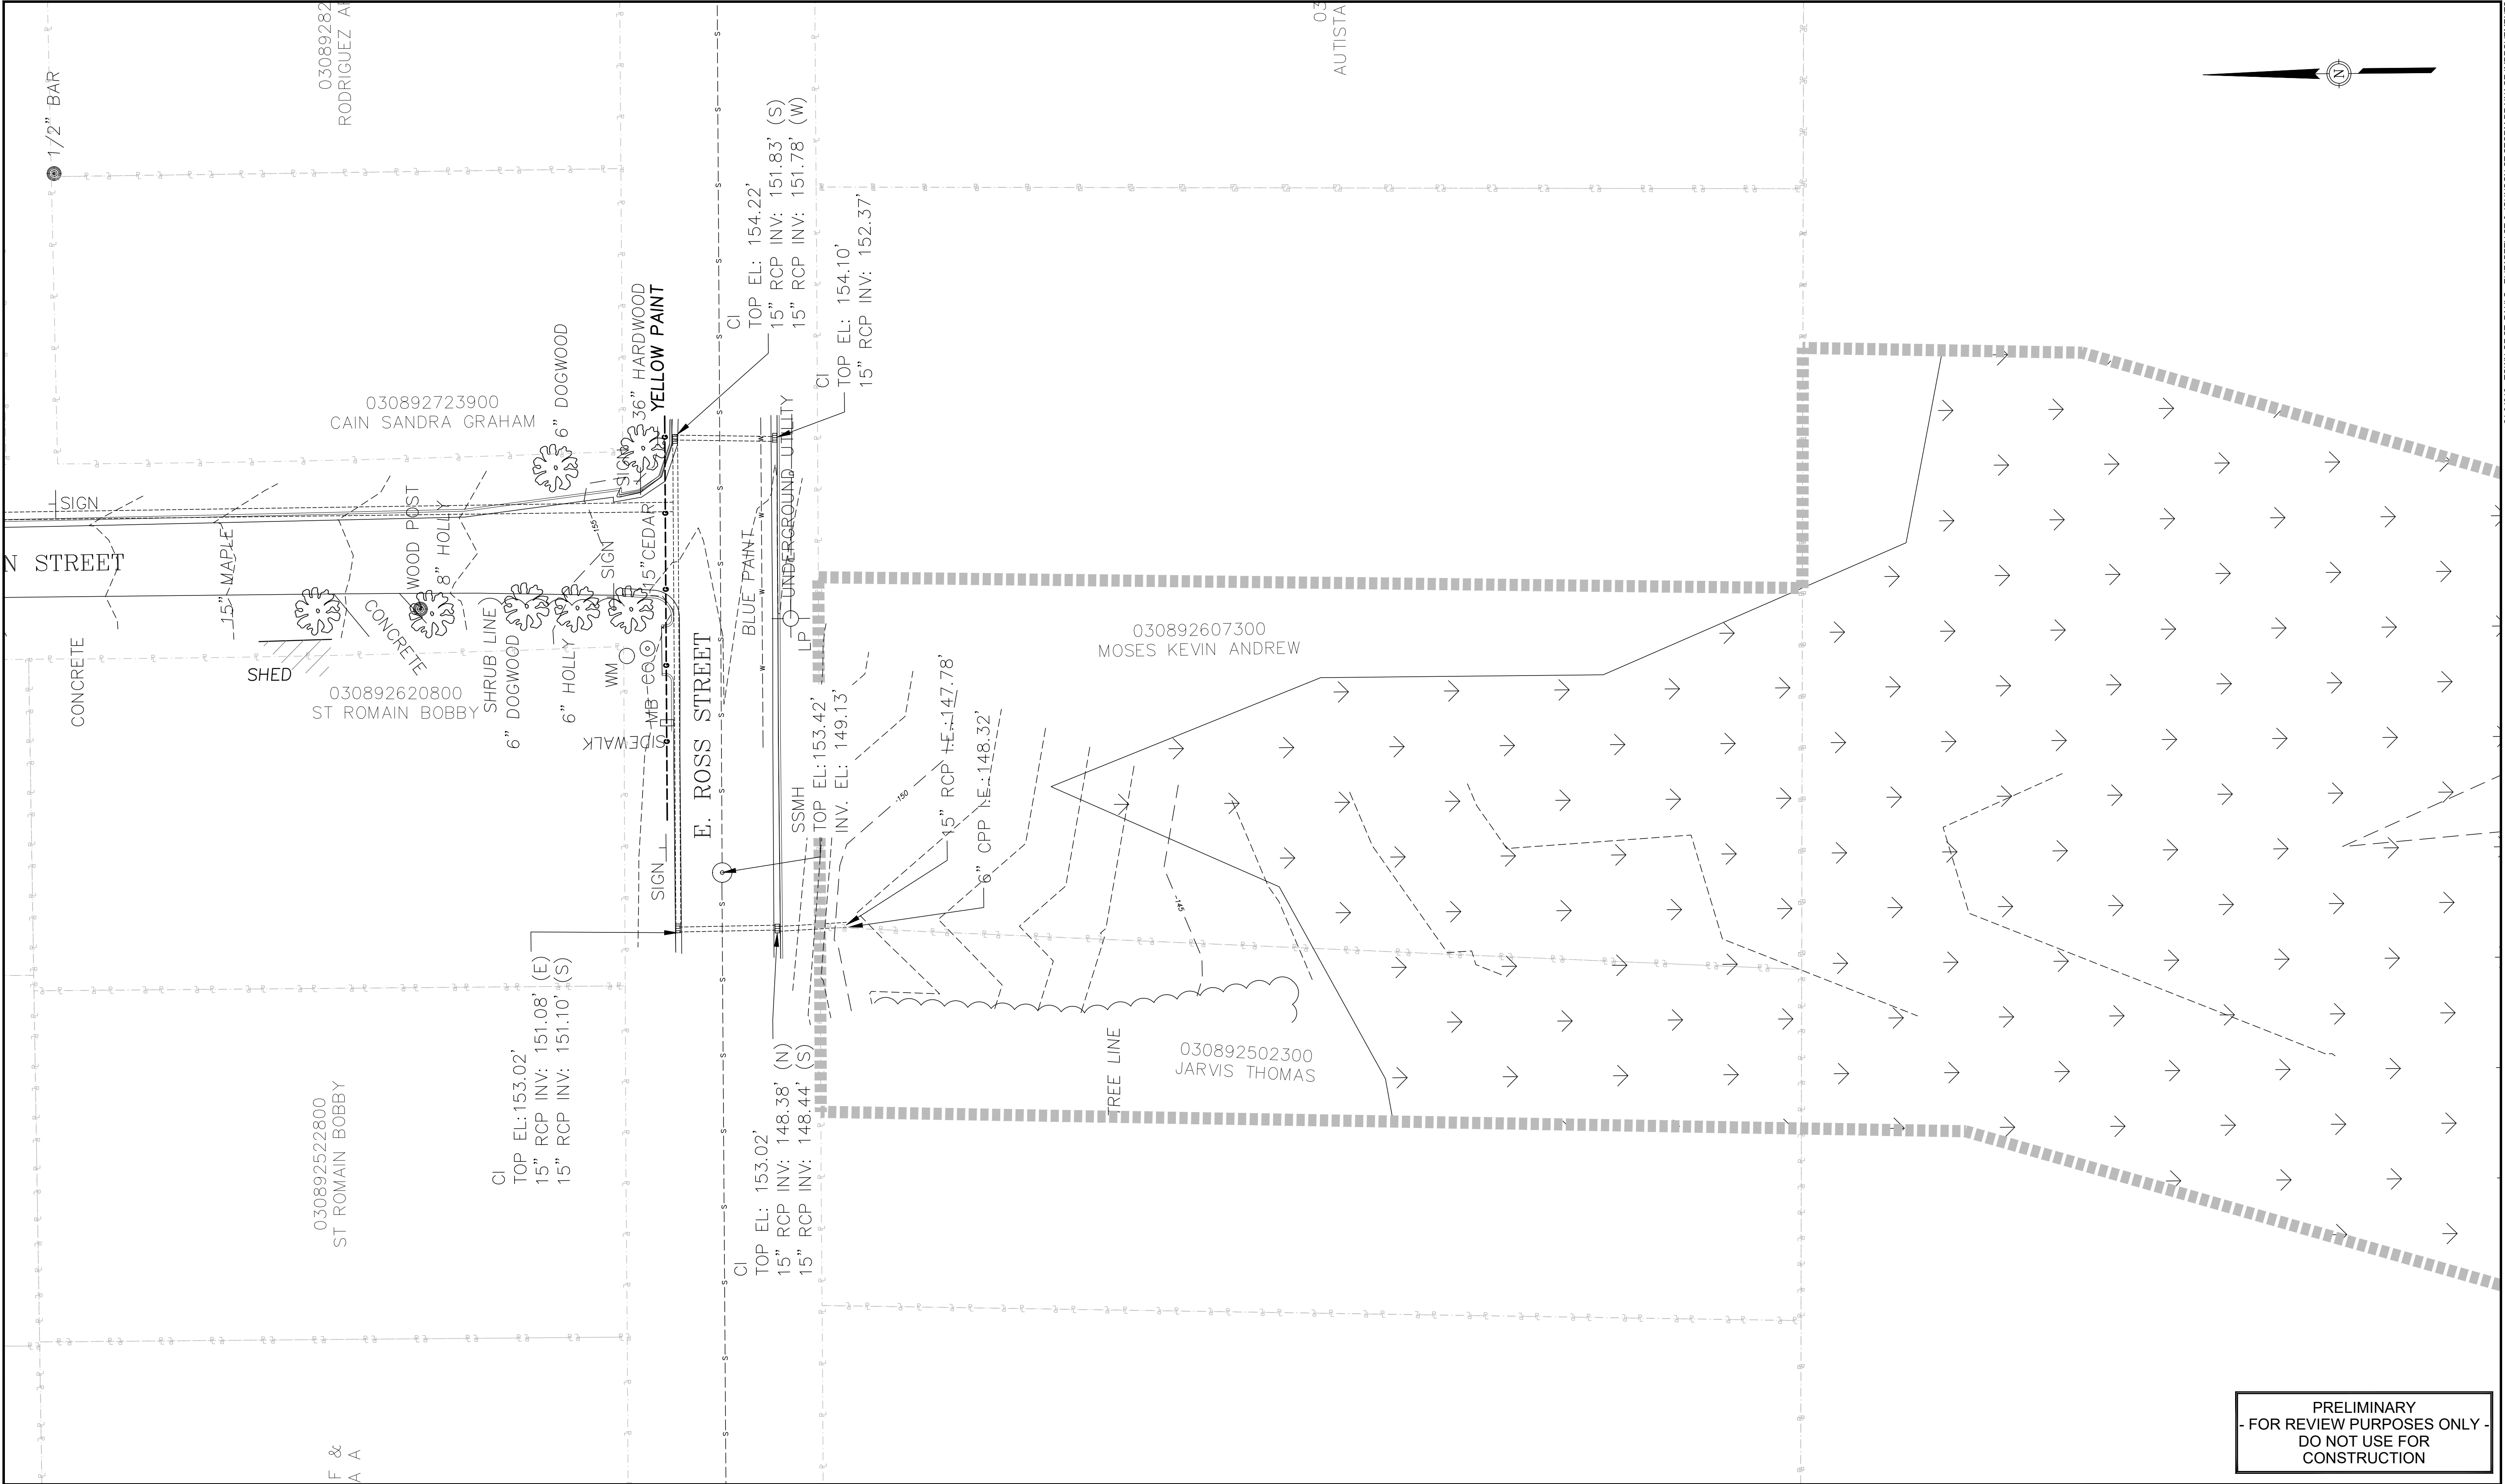 1/2" BAR
03089282
RODRIGUEZ
03
AUTISTA
N
CI
TOP EL: 154.22'
15" RCP INV: 151.83' (S)
15" RCP INV: 151.78' (W)
CI
TOP EL: 154.10'
15" RCP INV: 152.37'
030892723900
CAIN SANDRA GRAHAM
6" DOGWOOD
36" HARDWOOD
YELLOW PAINT
SIGN
SIGN
N STREET
15" MAPLE
WOOD POST
8" HOLLY
-155
SIGN
15" CEDAR
BLUE PAINT
UNDERGROUND UTILITY
LP
CONCRETE
SHED
CONCRETE
SHRUB LINE
6" DOGWOOD
6" HOLLY
WM
CO
MB
SIDEWALK
030892620800
ST ROMAIN BOBBY
E. ROSS STREET
SIGN
SSMH
TOP EL:153.42'
INV. EL: 149.13'
-150
15" RCP I.E.:147.78'
6" CPP I.E.:148.32'
-145
030892607300
MOSES KEVIN ANDREW
CI
TOP EL:153.02'
15" RCP INV: 151.08' (E)
15" RCP INV: 151.10' (S)
CI
TOP EL: 153.02'
15" RCP INV: 148.38' (N)
15" RCP INV: 148.44' (S)
TREE LINE
030892502300
JARVIS THOMAS
030892522800
ST ROMAIN BOBBY
F &
A A
PRELIMINARY
- FOR REVIEW PURPOSES ONLY -
DO NOT USE FOR
CONSTRUCTION